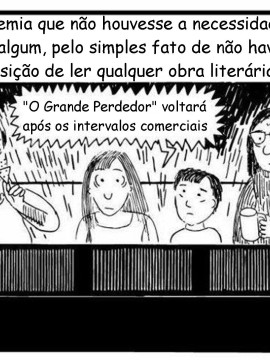 emia que não houvesse a necessidad
algum, pelo simples fato de não hav
sição de ler qualquer obra literária
"O Grande Perdedor" voltará
após os intervalos comerciais